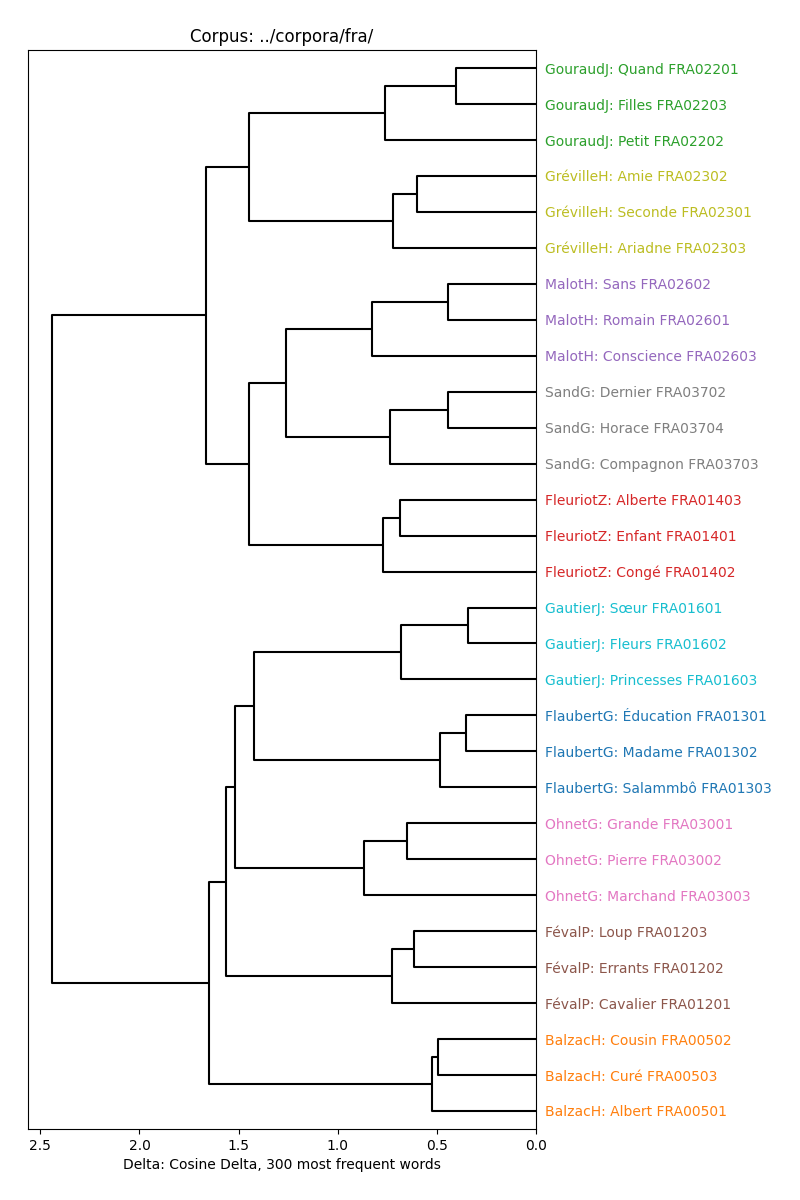 Corpus: ../corpora/fra/
GouraudJ: Quand FRA02201
GouraudJ: Filles FRA02203
GouraudJ: Petit FRA02202
GrévilleH: Amie FRA02302
GrévilleH: Seconde FRA02301
GrévilleH: Ariadne FRA02303
MalotH: Sans FRA02602
MalotH: Romain FRA02601
MalotH: Conscience FRA02603
SandG: Dernier FRA03702
SandG: Horace FRA03704
SandG: Compagnon FRA03703
FleuriotZ: Alberte FRA01403
FleuriotZ: Enfant FRA01401
FleuriotZ: Congé FRA01402
GautierJ: Sœur FRA01601
GautierJ: Fleurs FRA01602
GautierJ: Princesses FRA01603
FlaubertG: Éducation FRA01301
FlaubertG: Madame FRA01302
FlaubertG: Salammbô FRA01303
OhnetG: Grande FRA03001
OhnetG: Pierre FRA03002
OhnetG: Marchand FRA03003
FévalP: Loup FRA01203
FévalP: Errants FRA01202
FévalP: Cavalier FRA01201
BalzacH: Cousin FRA00502
BalzacH: Curé FRA00503
BalzacH: Albert FRA00501
2.5 2.0 1.5 1.0 0.5 0.0
Delta: Cosine Delta, 300 most frequent words